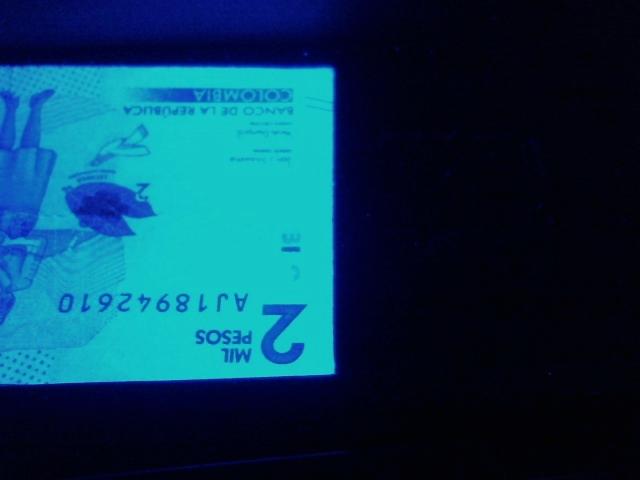 2
MIL
PESOS
AJ18942610
2
BANCO DE LA REPÚBLICA
COLOMBIA